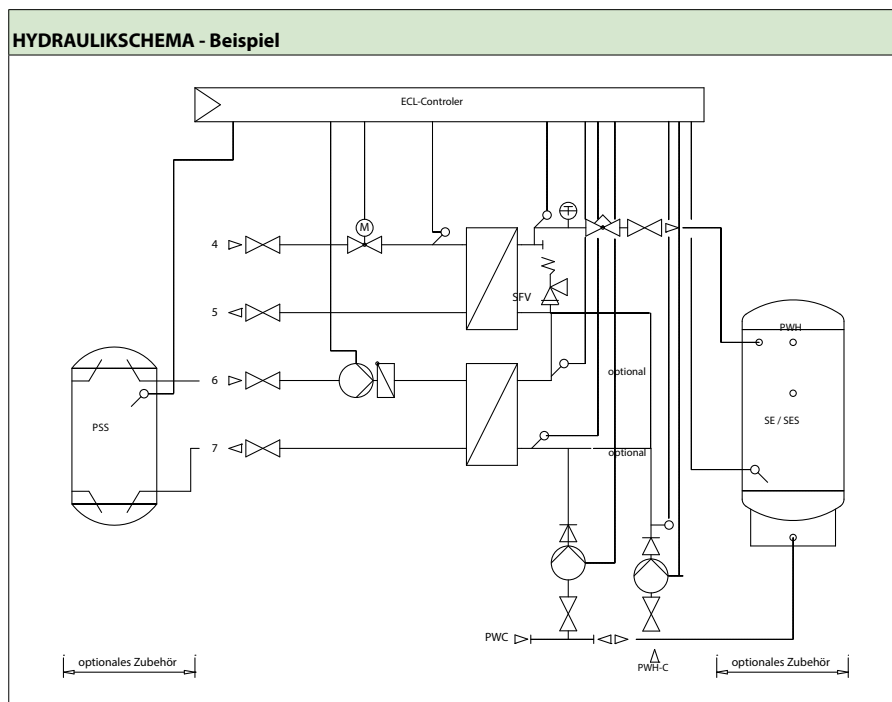 HYDRAULIKSCHEMA - Beispiel
ECL-Controler
M
4
SFV
5
PWH
6
optional
PSS
SE / SES
7
optional
PWC
PWH-C
optionales Zubehör
optionales Zubehör